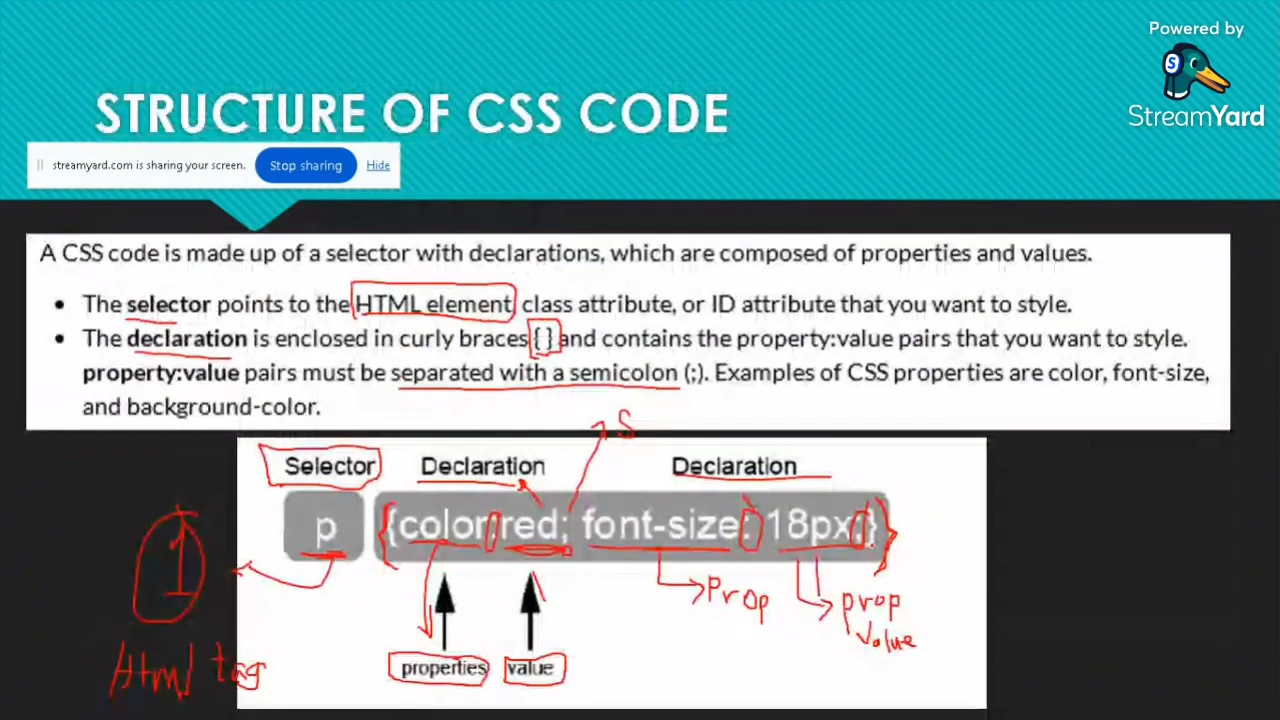 Powered by
StreamYard
STRUCTURE OF CSS CODE
streamyard.com is sharing your screen. Stop sharing Hide
A CSS code is made up of a selector with declarations, which are composed of properties and values.
• The selector points to the HTML element, class attribute, or ID attribute that you want to style.
• The declaration is enclosed in curly braces { } and contains the property:value pairs that you want to style.
property:value pairs must be separated with a semicolon (;). Examples of CSS properties are color, font-size,
and background-color.
S
Selector Declaration Declaration
p {color:red; font-size: 18px;}
1
Prop prop
value
Html tag
properties value